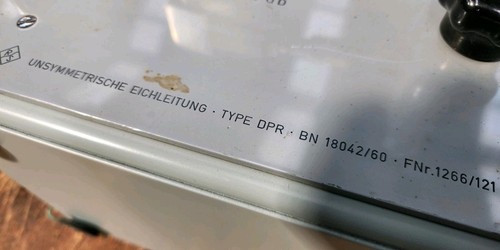 UNSYMMETRISCHE EICHLEITUNG · TYPE DPR · BN 18042/60 · FNr.1266/121